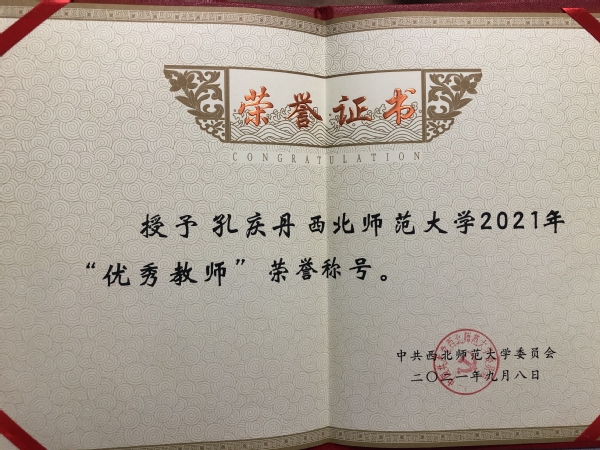 荣誉证书
CONGRATULATION
授予 孔庆丹 西北师范大学2021年
“优秀教师”荣誉称号。
中共西北师范大学委员会
二〇二一年九月八日